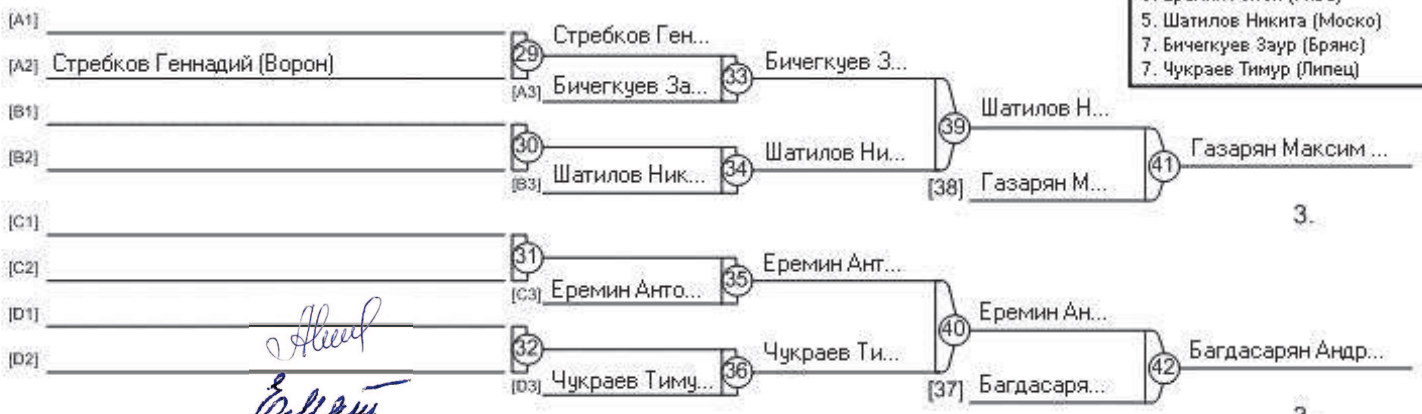 [A1]
[A2] Стребков Геннадий (Ворон)
29 Стребков Ген...
[A3] Бичегкуев За...
33 Бичегкуев З...
[B1]
[B2]
30
[B3] Шатилов Ник...
34 Шатилов Ни...
39 Шатилов Н...
[38] Газарян М...
41 Газарян Максим ...
3.
[C1]
[C2]
31
[C3] Еремин Анто...
35 Еремин Ант...
[D1]
[D2]
32
[D3] Чукраев Тиму...
36 Чукраев Ти...
40 Еремин Ан...
[37] Багдасаря...
42 Багдасарян Андр...
5. Шатилов Никита (Моско)
7. Бичегкуев Заур (Брянс)
7. Чукраев Тимур (Липец)